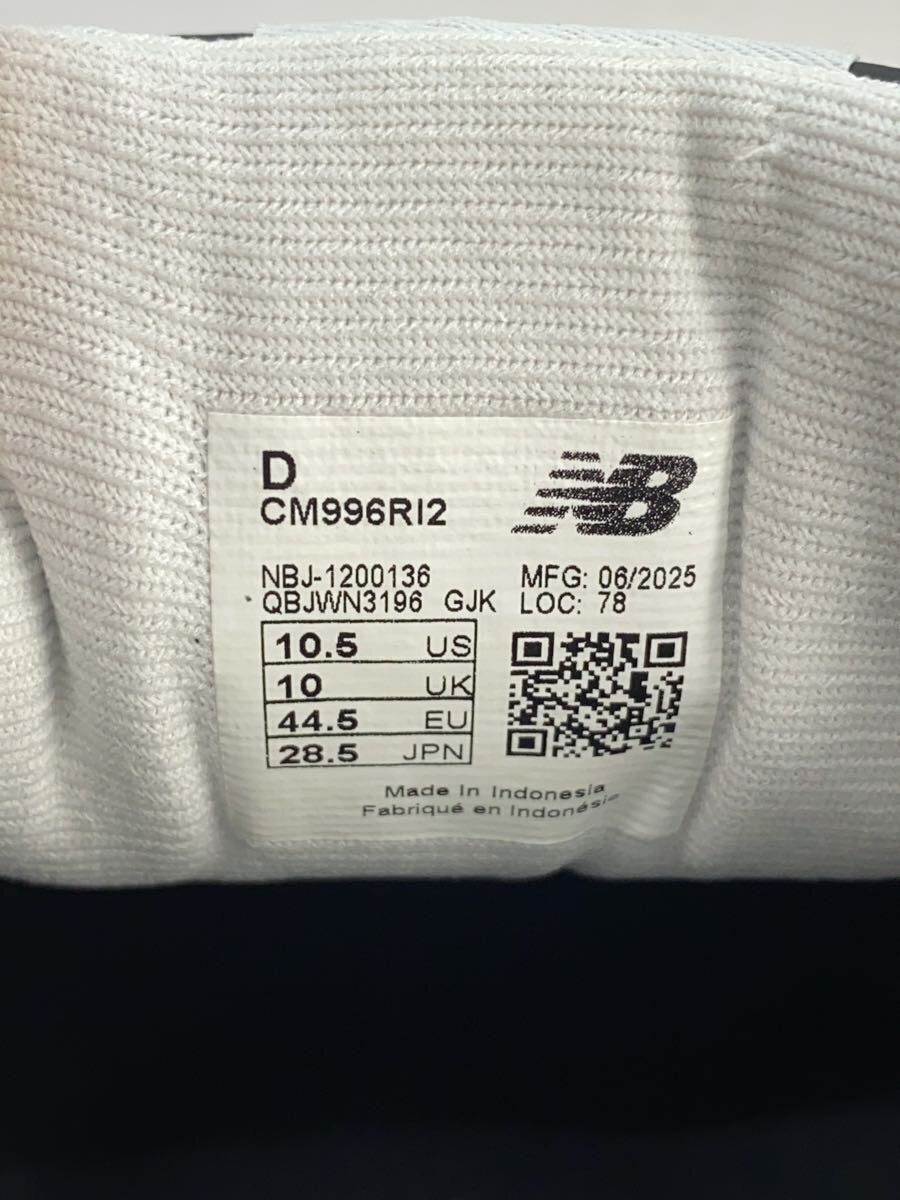 D
NB
CM996RI2
NBJ-1200136 MFG: 06/2025
QBJWN3196 GJK LOC: 78
10.5 US
10 UK
44.5 EU
28.5 JPN
Made In Indonesia
Fabriqué en Indonésie